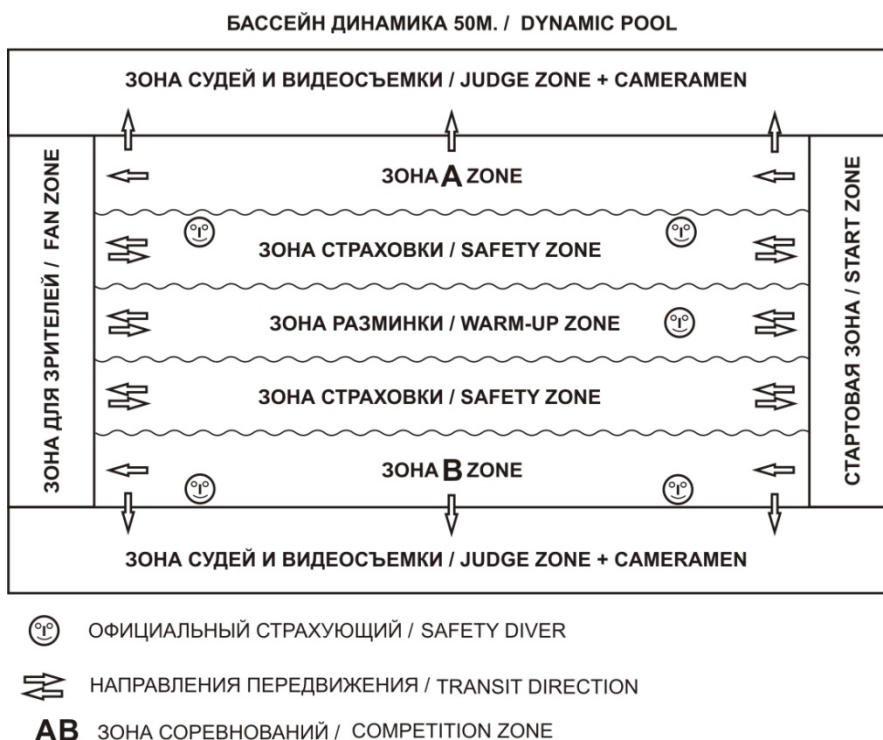 БАССЕЙН ДИНАМИКА 50М. / DYNAMIC POOL
ЗОНА СУДЕЙ И ВИДЕОСЪЕМКИ / JUDGE ZONE + CAMERAMEN
ЗОНА ДЛЯ ЗРИТЕЛЕЙ / FAN ZONE
ЗОНА A ZONE
ЗОНА СТРАХОВКИ / SAFETY ZONE
ЗОНА РАЗМИНКИ / WARM-UP ZONE
ЗОНА СТРАХОВКИ / SAFETY ZONE
ЗОНА B ZONE
СТАРТОВАЯ ЗОНА / START ZONE
ЗОНА СУДЕЙ И ВИДЕОСЪЕМКИ / JUDGE ZONE + CAMERAMEN
ОФИЦИАЛЬНЫЙ СТРАХУЮЩИЙ / SAFETY DIVER
НАПРАВЛЕНИЯ ПЕРЕДВИЖЕНИЯ / TRANSIT DIRECTION
AB ЗОНА СОРЕВНОВАНИЙ / COMPETITION ZONE